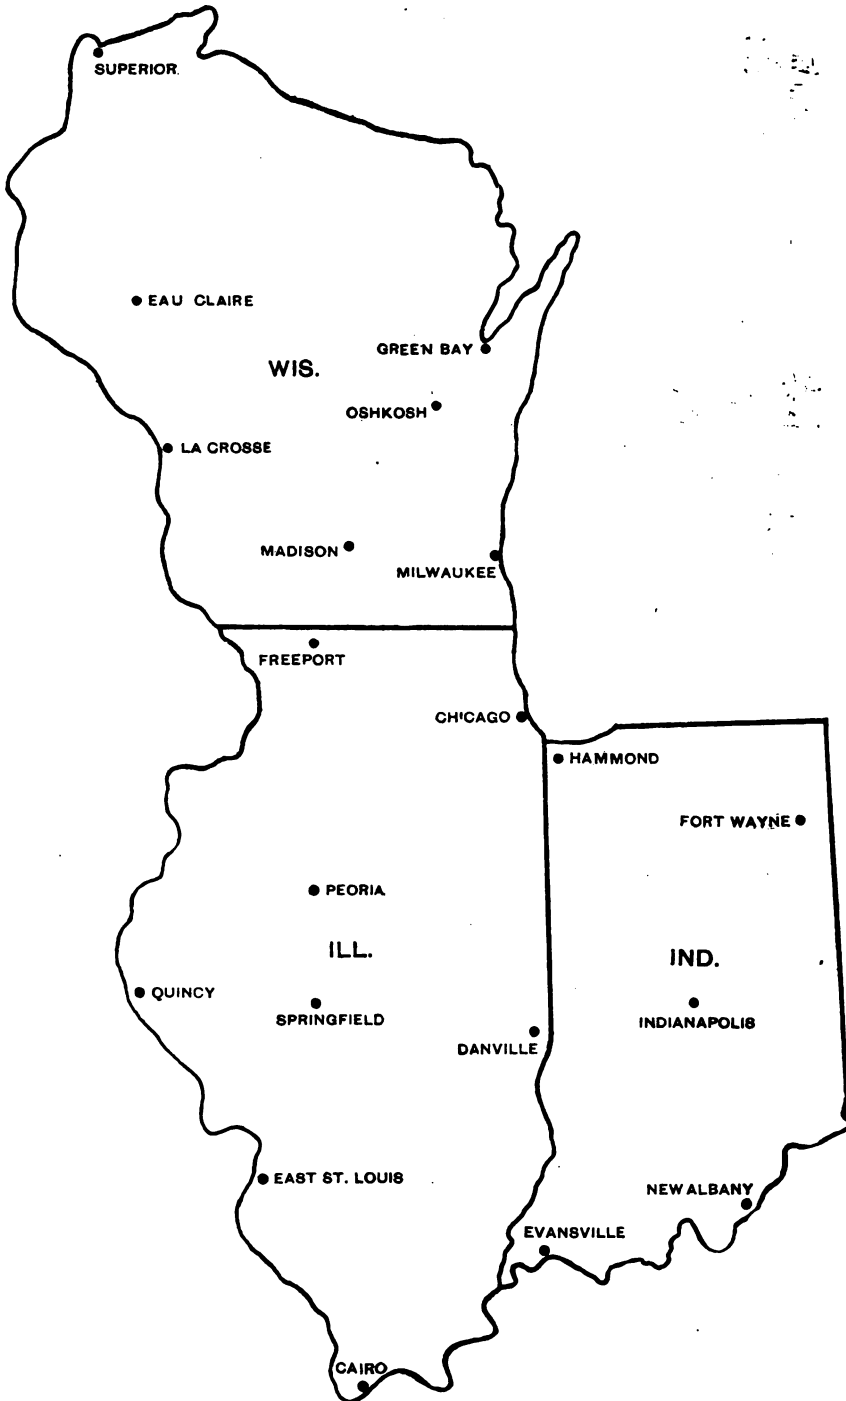 SUPERIOR
EAU CLAIRE
GREEN BAY
WIS.
OSHKOSH
LA CROSSE
MADISON
MILWAUKEE
FREEPORT
CHICAGO
HAMMOND
FORT WAYNE
PEORIA
ILL.
IND.
QUINCY
SPRINGFIELD
INDIANAPOLIS
DANVILLE
EAST ST. LOUIS
NEW ALBANY
EVANSVILLE
CAIRO